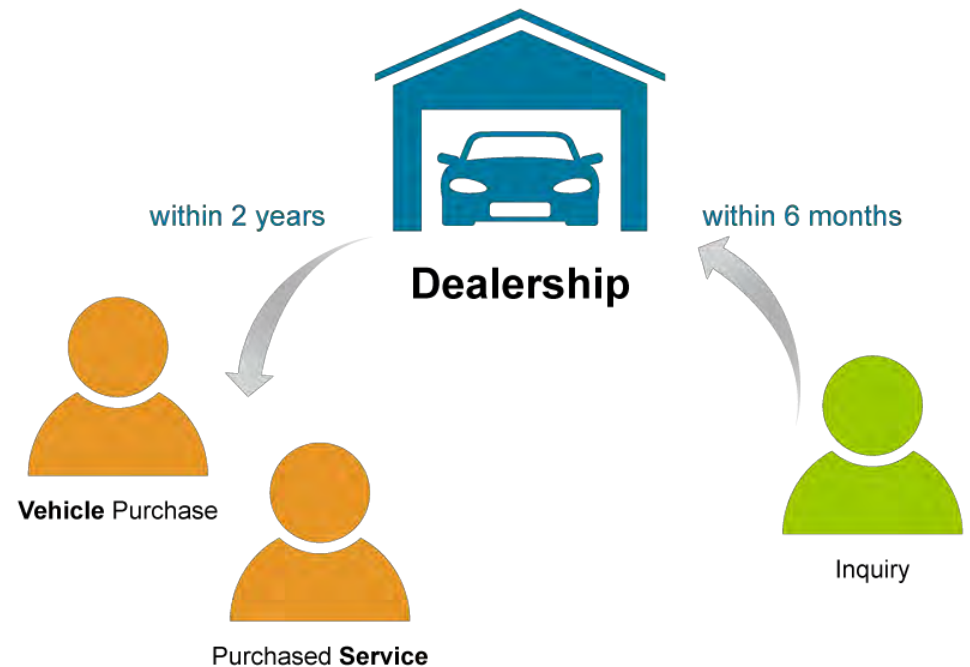 within 2 years
within 6 months
Dealership
Vehicle Purchase
Inquiry
Purchased Service